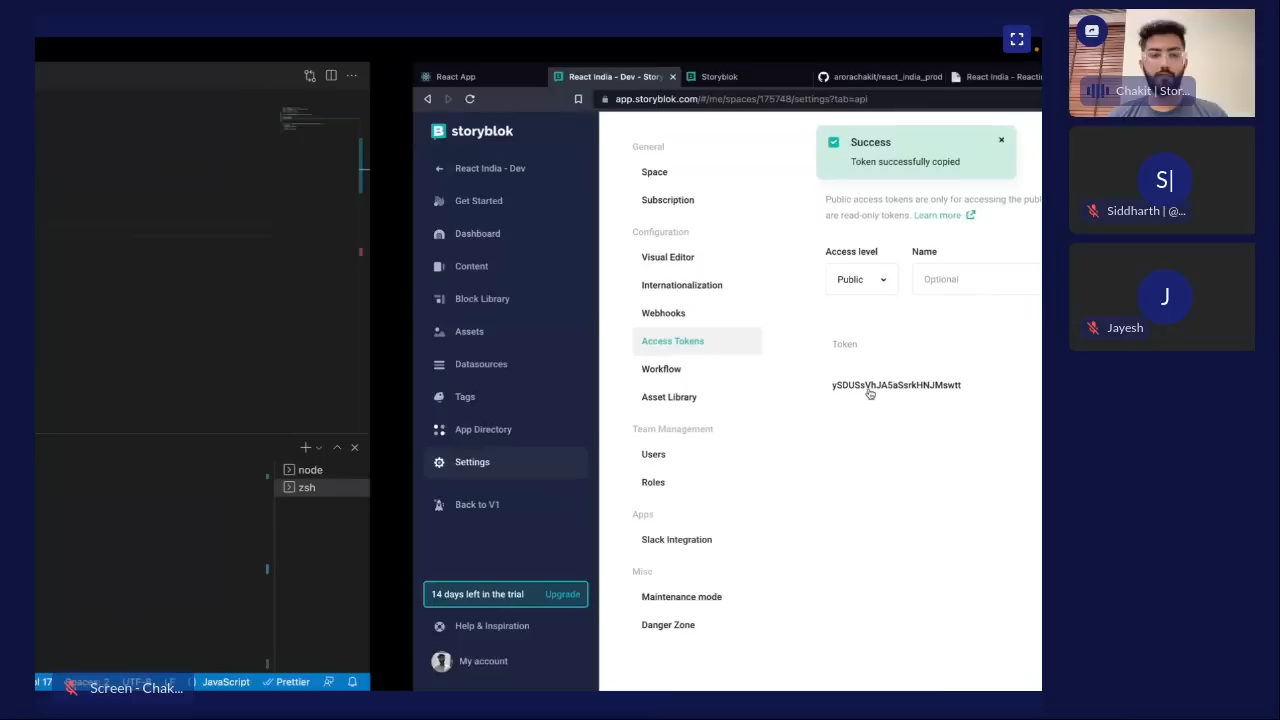 React App
React India - Dev - Stor
Storyblok
arorachakit/react_india_prod
React India - Reacti
app.storyblok.com/#/me/spaces/175748/settings?tab=api
storyblok
React India - Dev
Get Started
Dashboard
Content
Block Library
Assets
Datasources
Tags
App Directory
Settings
Back to V1
14 days left in the trial Upgrade
Help & Inspiration
My account
General
Space
Subscription
Configuration
Visual Editor
Internationalization
Webhooks
Access Tokens
Workflow
Asset Library
Team Management
Users
Roles
Apps
Slack Integration
Misc
Maintenance mode
Danger Zone
Success
Token successfully copied
Public access tokens are only for accessing the publ
are read-only tokens. Learn more
Access level Name
Public Optional
Token
ySDUSsVhJA5aSsrkHNJMswtt
node
zsh
JavaScript Prettier
Screen - Chak...
Chakit | Stor...
S|
Siddharth | @...
J
Jayesh